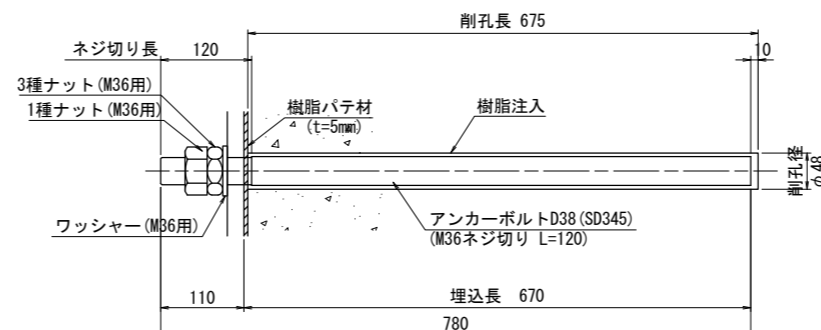 削孔長 675
ネジ切り長 120
10
3種ナット(M36用)
1種ナット(M36用)
樹脂パテ材
(t=5mm)
樹脂注入
削孔径
φ48
ワッシャー(M36用)
アンカーボルトD38(SD345)
(M36ネジ切り L=120)
110
埋込長 670
780